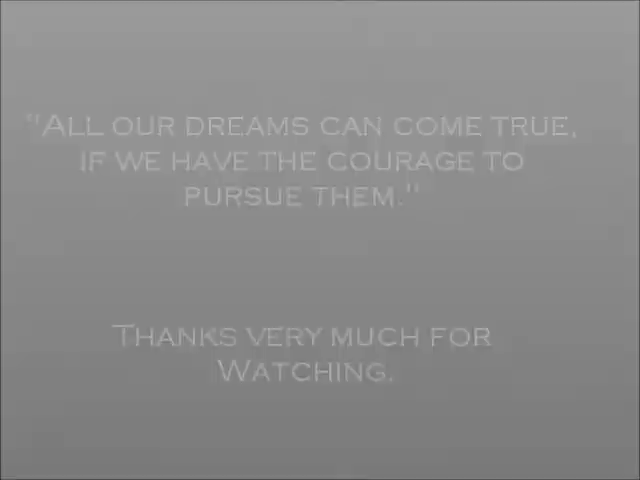 "All our dreams can come true,
if we have the courage to
pursue them."
Thanks very much for
Watching.